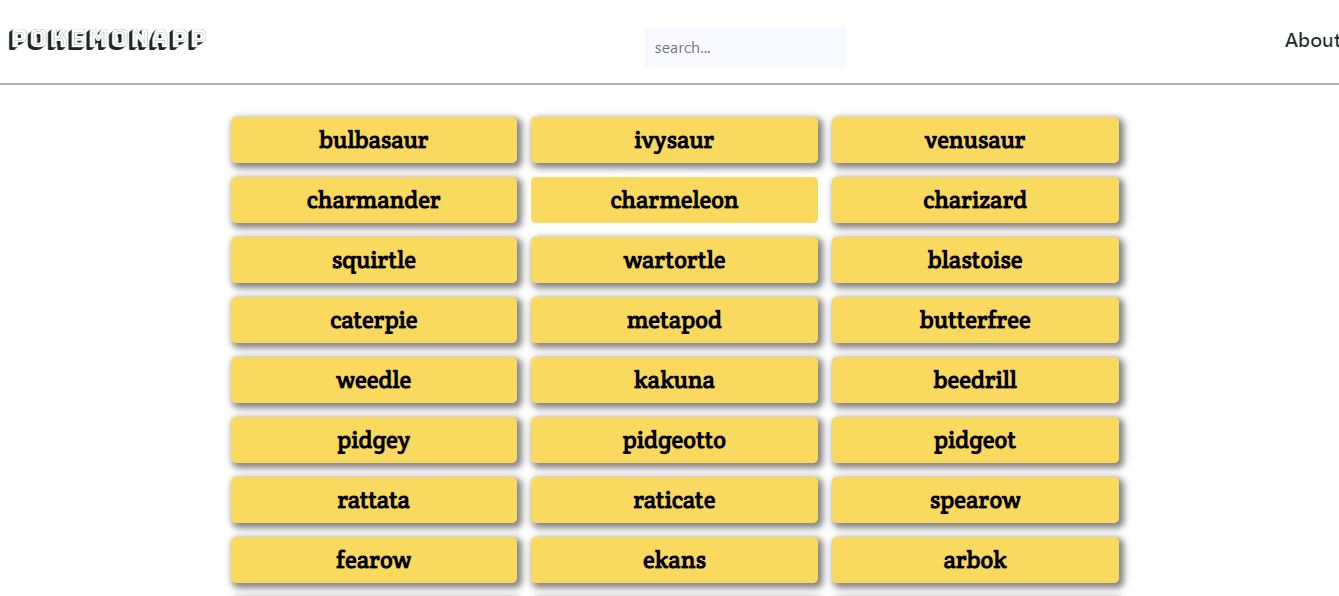 POKEMONAPP
search...
About
bulbasaur ivysaur venusaur
charmander charmeleon charizard
squirtle wartortle blastoise
caterpie metapod butterfree
weedle kakuna beedrill
pidgey pidgeotto pidgeot
rattata raticate spearow
fearow ekans arbok